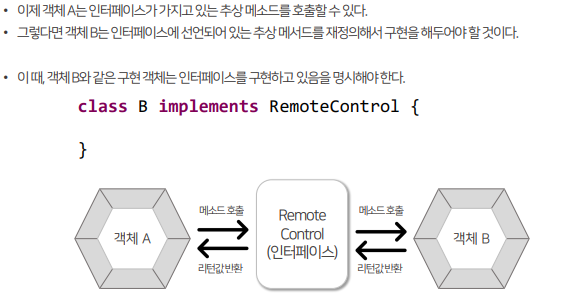 • 이제 객체 A는 인터페이스가 가지고 있는 추상 메소드를 호출할 수 있다.
• 그렇다면 객체 B는 인터페이스에 선언되어 있는 추상 메서드를 재정의해서 구현을 해두어야 할 것이다.
• 이 때, 객체 B와 같은 구현 객체는 인터페이스를 구현하고 있음을 명시해야 한다.
class B implements RemoteControl {
}
객체 A
메소드 호출
리턴값 반환
Remote
Control
(인터페이스)
메소드 호출
리턴값 반환
객체 B